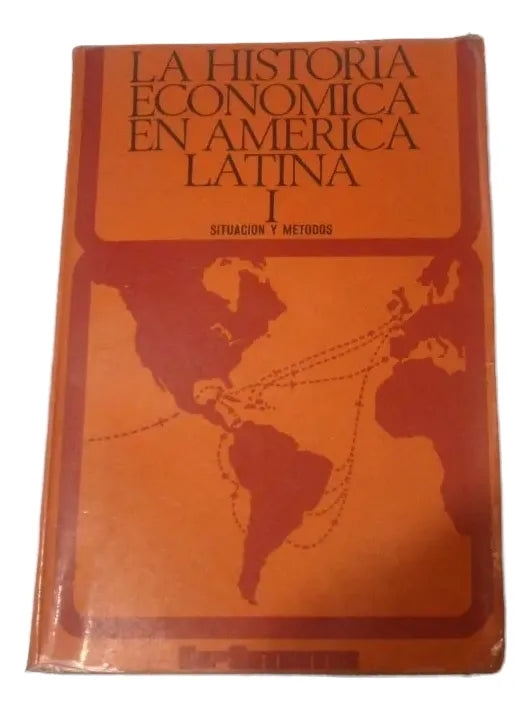 LA HISTORIA
ECONOMICA
EN AMERICA
LATINA
I
SITUACION Y METODOS